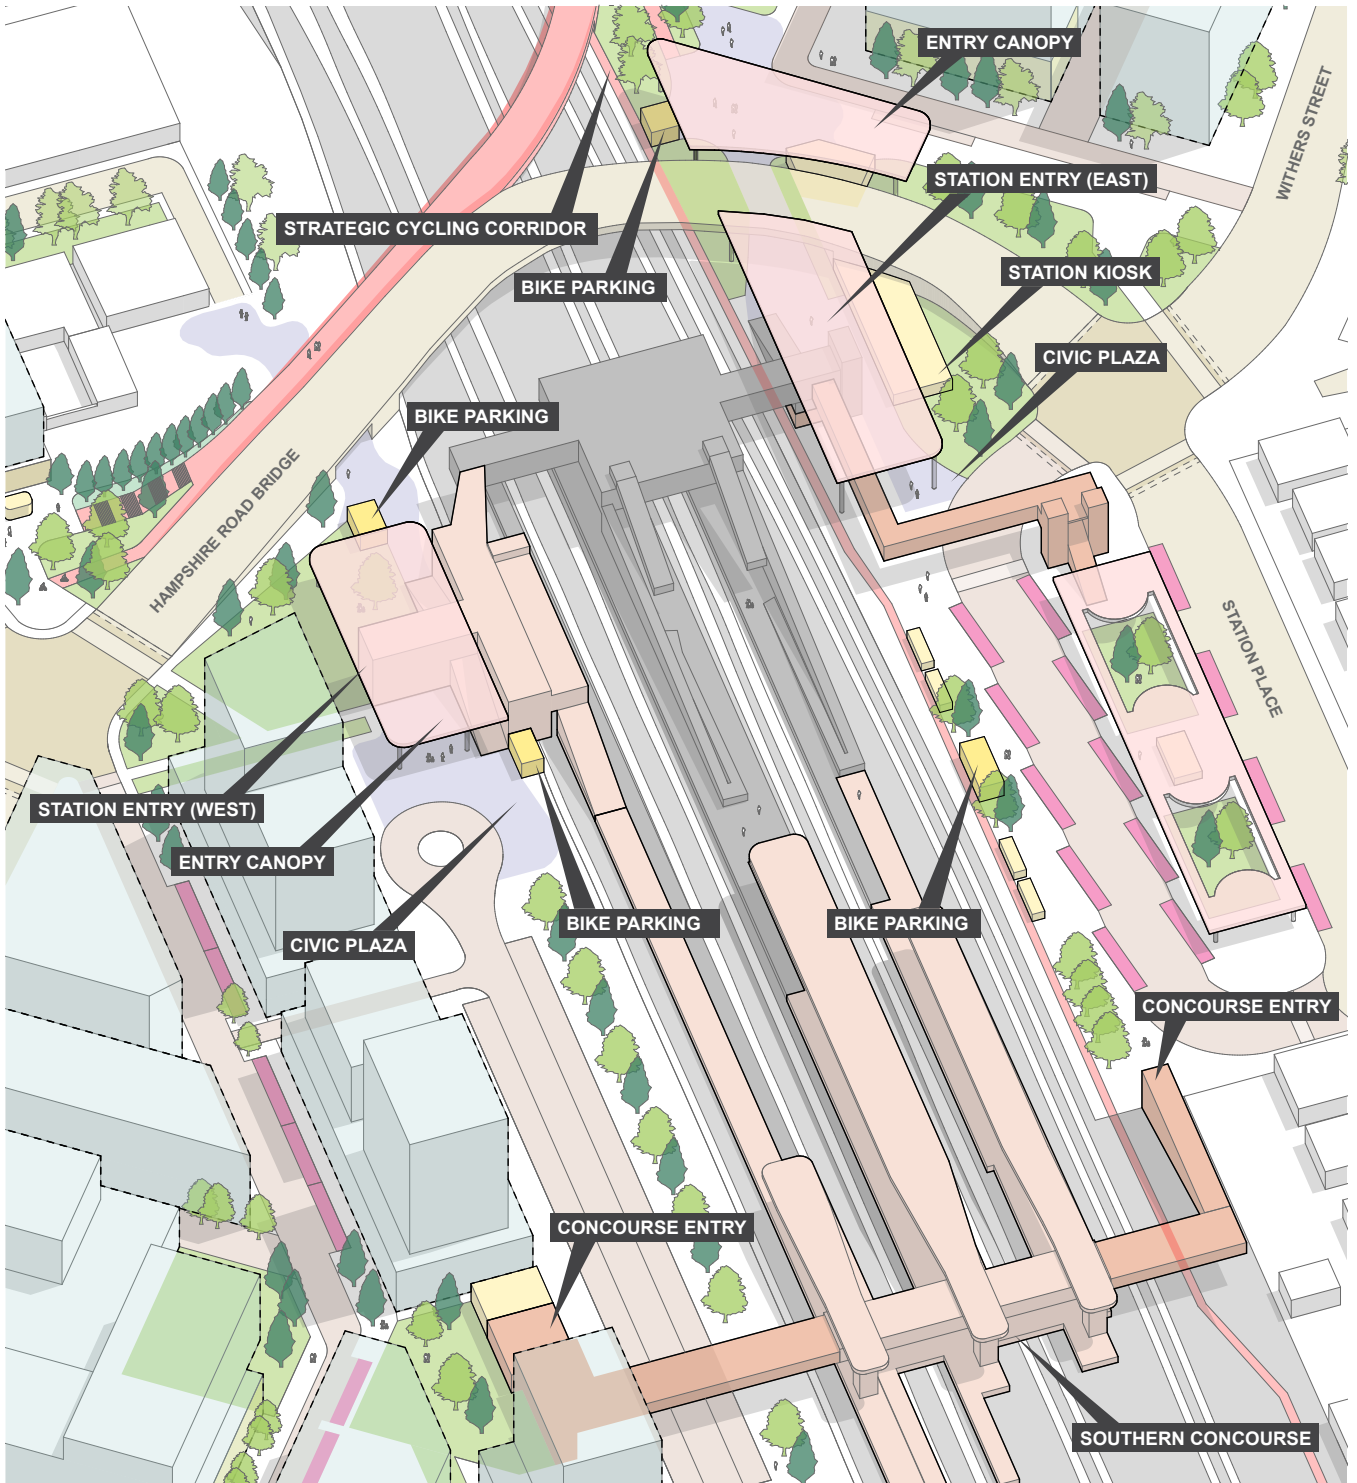 ENTRY CANOPY
WITHERS STREET
STATION ENTRY (EAST)
STRATEGIC CYCLING CORRIDOR
STATION KIOSK
BIKE PARKING
CIVIC PLAZA
BIKE PARKING
HAMPSHIRE ROAD BRIDGE
STATION PLACE
STATION ENTRY (WEST)
ENTRY CANOPY
BIKE PARKING
BIKE PARKING
CIVIC PLAZA
CONCOURSE ENTRY
CONCOURSE ENTRY
SOUTHERN CONCOURSE